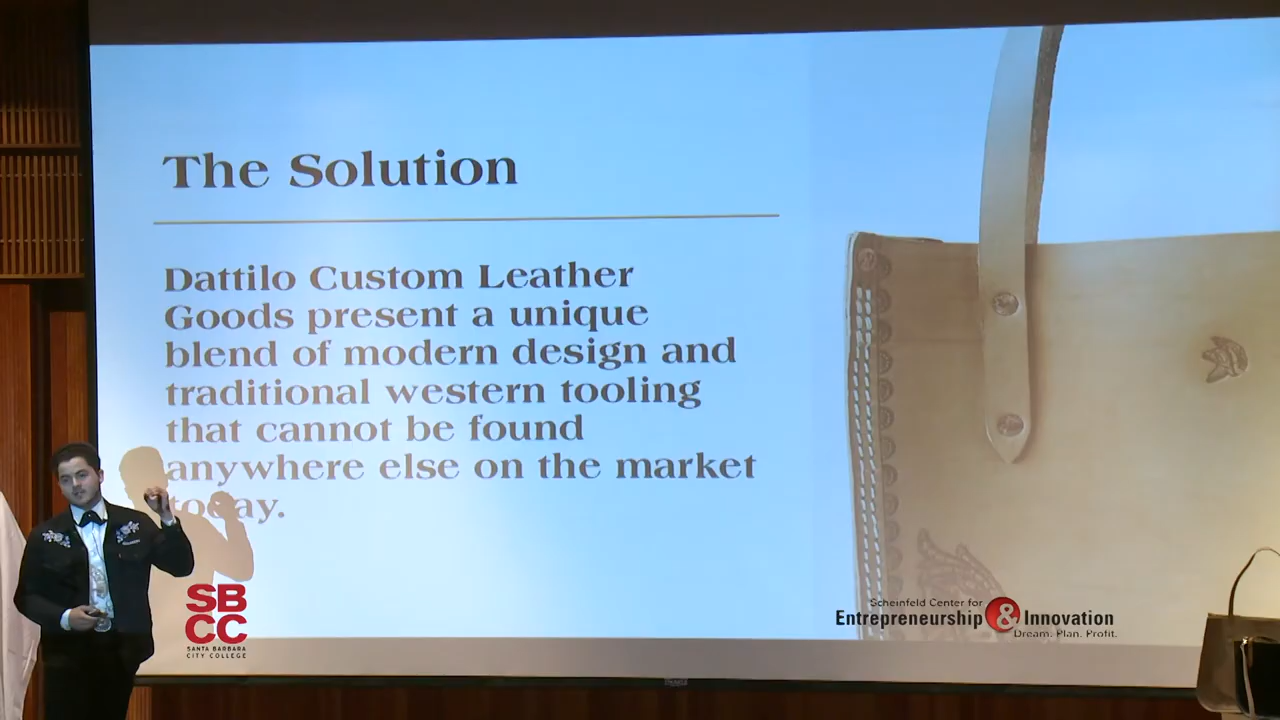 The Solution
Dattilo Custom Leather
Goods present a unique
blend of modern design and
traditional western tooling
that cannot be found
anywhere else on the market
today.
SB
CC
SANTA BARBARA
CITY COLLEGE
Scheinfeld Center for
Entrepreneurship & Innovation
Dream. Plan. Profit.